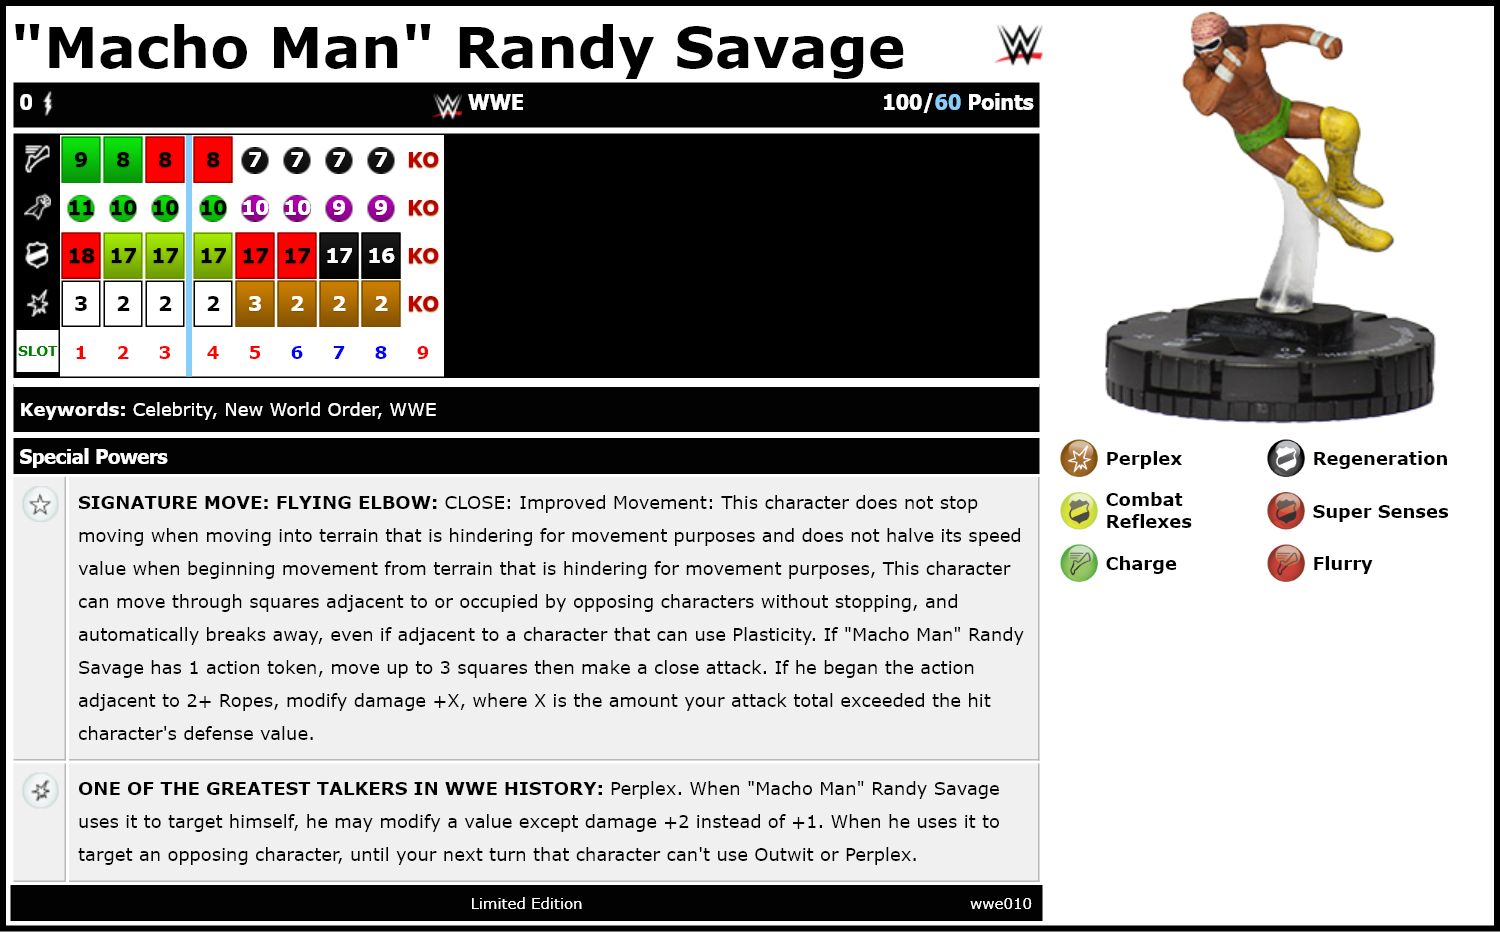 "Macho Man" Randy Savage
0 WWE 100/60 Points
9 8 8 8 7 7 7 7 KO
11 10 10 10 10 10 9 9 KO
18 17 17 17 17 17 17 16 KO
3 2 2 2 3 2 2 2 KO
SLOT 1 2 3 4 5 6 7 8 9
Keywords: Celebrity, New World Order, WWE
Special Powers
SIGNATURE MOVE: FLYING ELBOW: CLOSE: Improved Movement: This character does not stop
moving when moving into terrain that is hindering for movement purposes and does not halve its speed
value when beginning movement from terrain that is hindering for movement purposes, This character
can move through squares adjacent to or occupied by opposing characters without stopping, and
automatically breaks away, even if adjacent to a character that can use Plasticity. If "Macho Man" Randy
Savage has 1 action token, move up to 3 squares then make a close attack. If he began the action
adjacent to 2+ Ropes, modify damage +X, where X is the amount your attack total exceeded the hit
character's defense value.
ONE OF THE GREATEST TALKERS IN WWE HISTORY: Perplex. When "Macho Man" Randy Savage
uses it to target himself, he may modify a value except damage +2 instead of +1. When he uses it to
target an opposing character, until your next turn that character can't use Outwit or Perplex.
Limited Edition wwe010
Perplex Regeneration
Combat
Reflexes
Super Senses
Charge Flurry